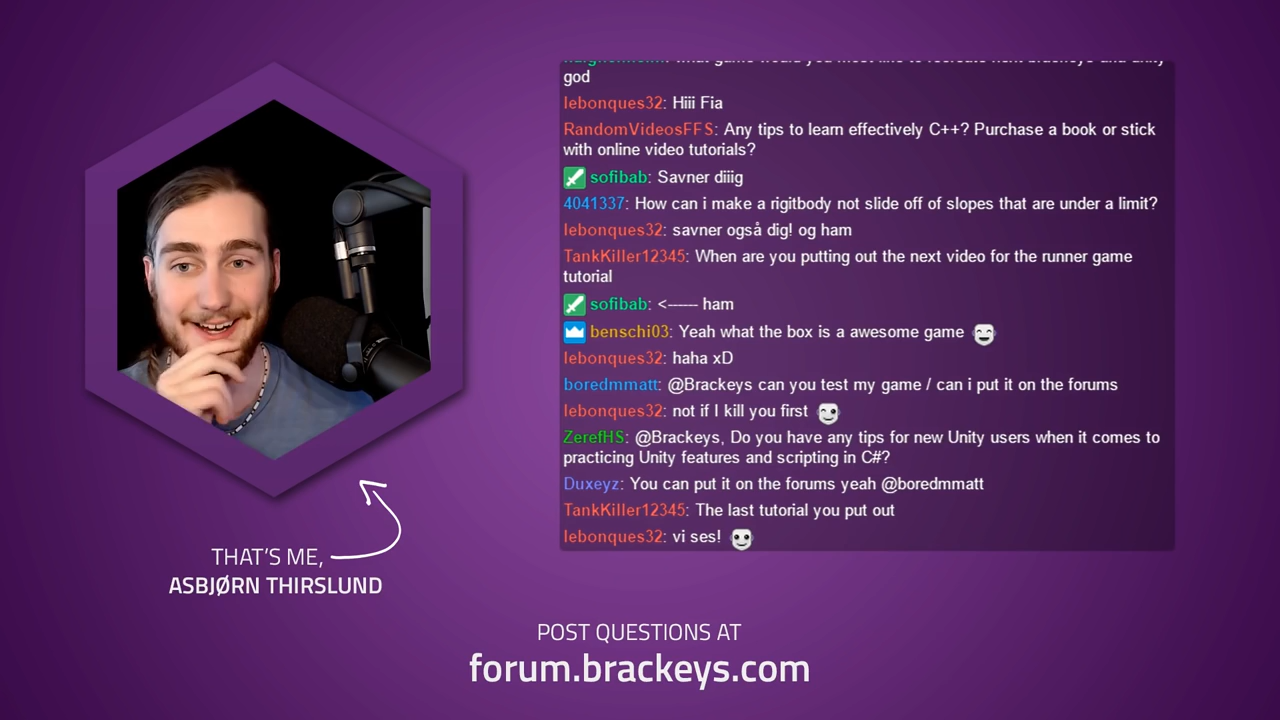 god
lebonques32: Hiii Fia
RandomVideosFFS: Any tips to learn effectively C++? Purchase a book or stick
with online video tutorials?
sofibab: Savner diiig
4041337: How can i make a rigitbody not slide off of slopes that are under a limit?
lebonques32: savner også dig! og ham
TankKiller12345: When are you putting out the next video for the runner game
tutorial
sofibab: <------ ham
benschi03: Yeah what the box is a awesome game
lebonques32: haha xD
boredmmatt: @Brackeys can you test my game / can i put it on the forums
lebonques32: not if I kill you first
ZerefHS: @Brackeys, Do you have any tips for new Unity users when it comes to
practicing Unity features and scripting in C#?
Duxeyz: You can put it on the forums yeah @boredmmatt
TankKiller12345: The last tutorial you put out
lebonques32: vi ses!
THAT'S ME,
ASBJØRN THIRSLUND
POST QUESTIONS AT
forum.brackeys.com